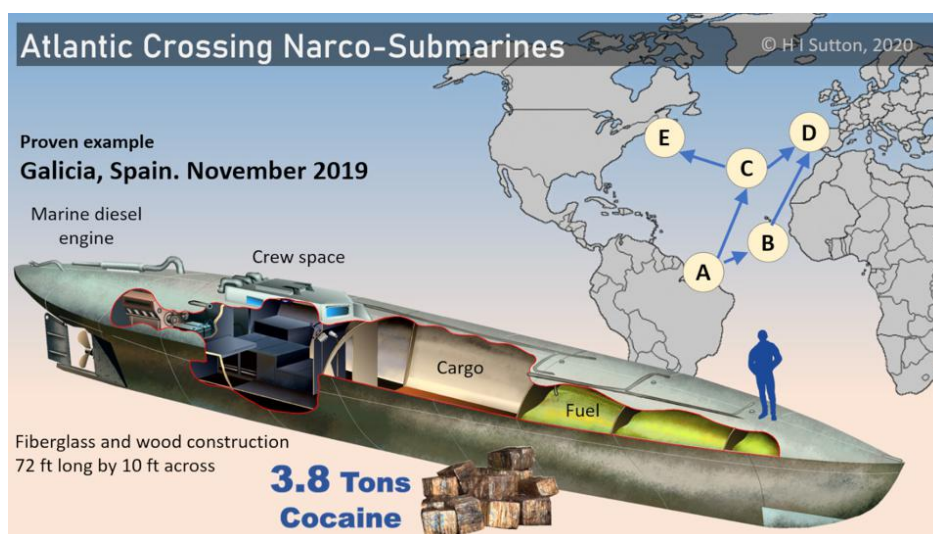 Atlantic Crossing Narco-Submarines
© H I Sutton, 2020
Proven example
Galicia, Spain. November 2019
Marine diesel
engine
Crew space
E
D
C
B
A
Cargo
Fuel
Fiberglass and wood construction
72 ft long by 10 ft across
3.8 Tons
Cocaine